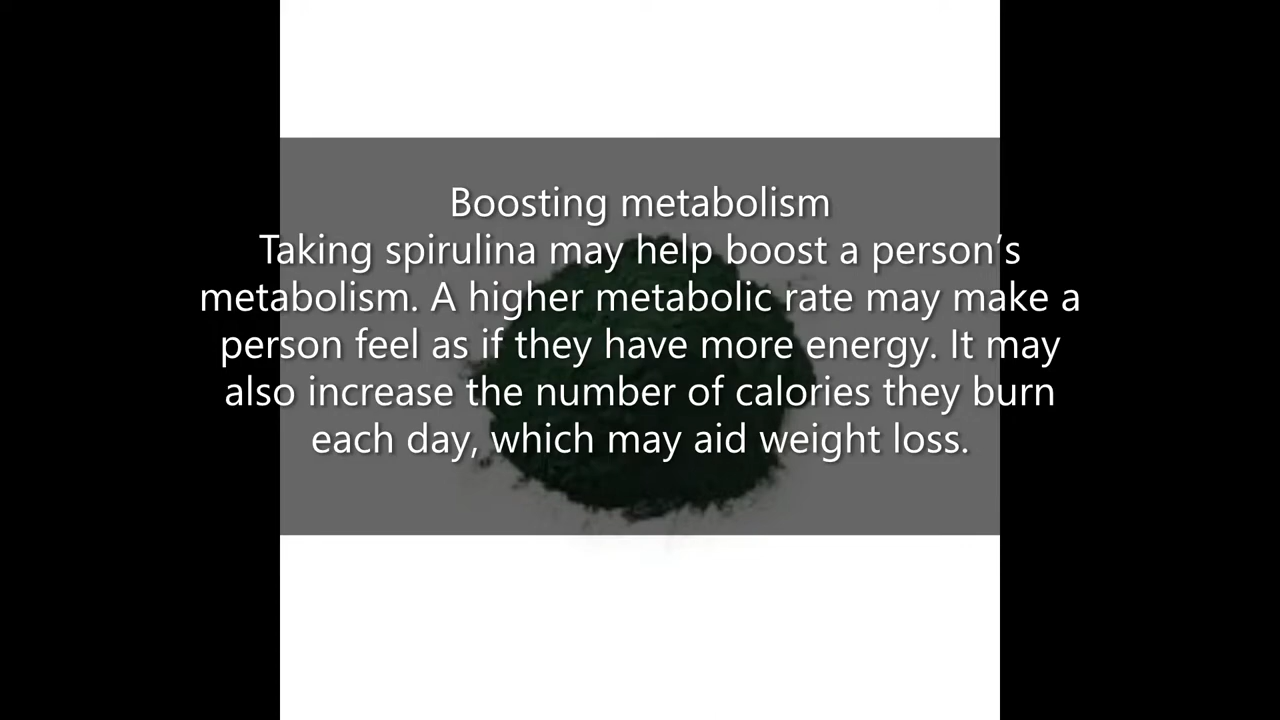 Boosting metabolism
Taking spirulina may help boost a person’s
metabolism. A higher metabolic rate may make a
person feel as if they have more energy. It may
also increase the number of calories they burn
each day, which may aid weight loss.